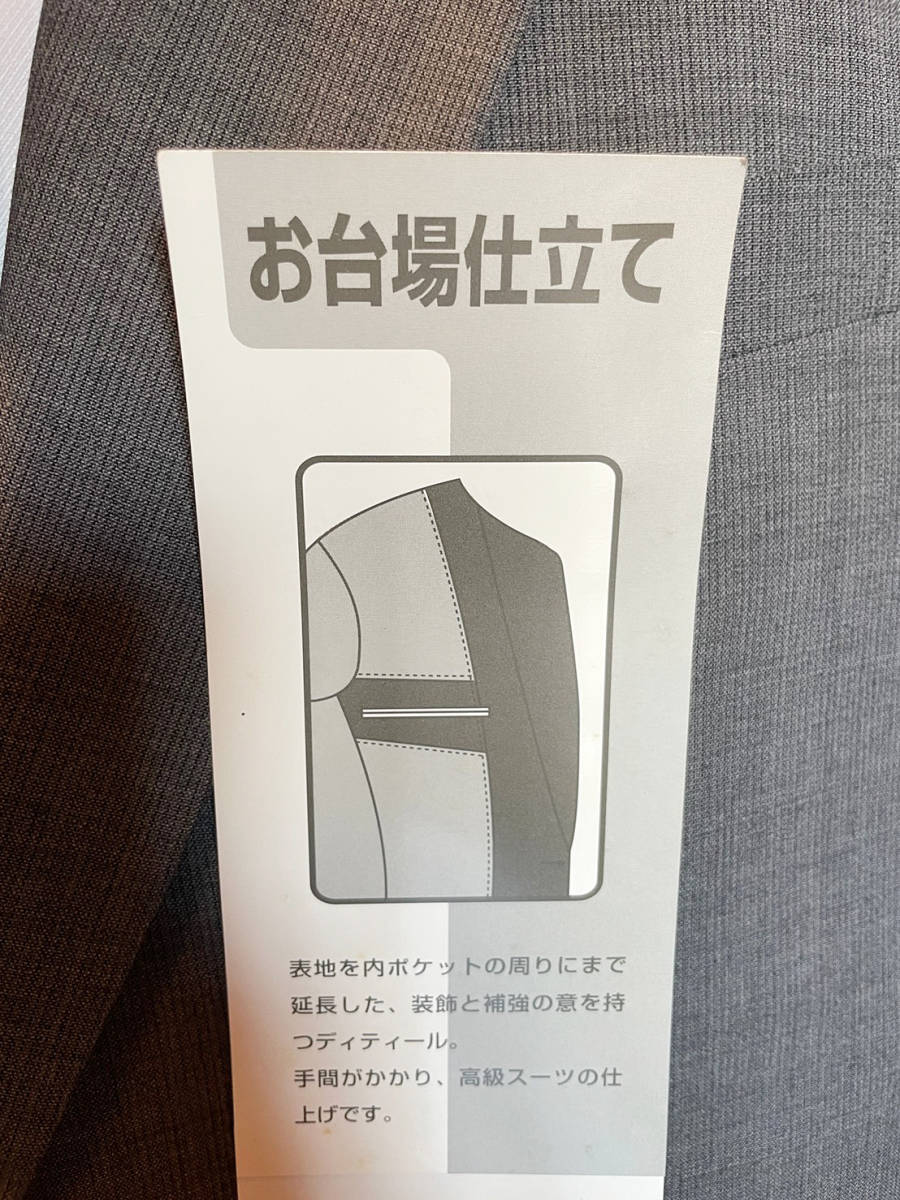 お台場仕立て
表地を内ポケットの周りにまで
延長した、装飾と補強の意を持
つディティール。
手間がかかり、高級スーツの仕
上げです。